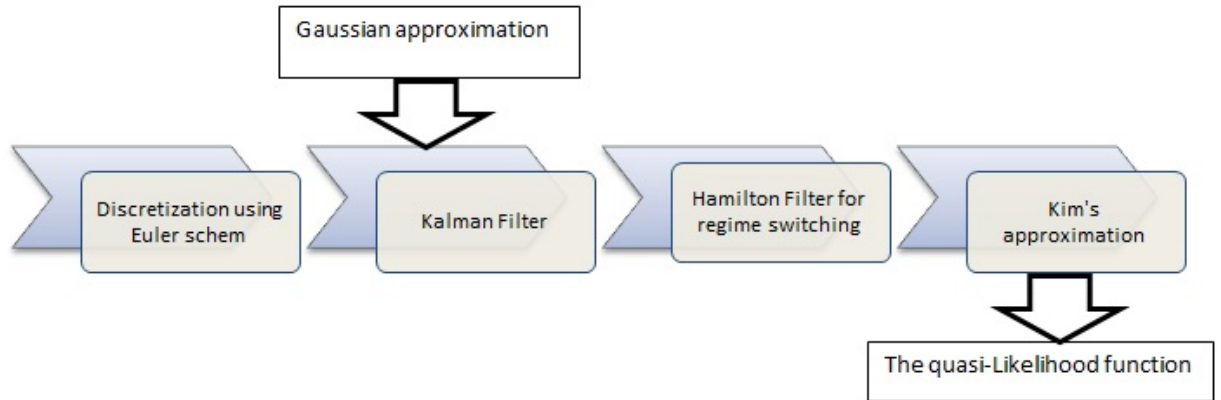 Gaussian approximation
Discretization using
Euler schem
Kalman Filter
Hamilton Filter for
regime switching
Kim's
approximation
The quasi-Likelihood function